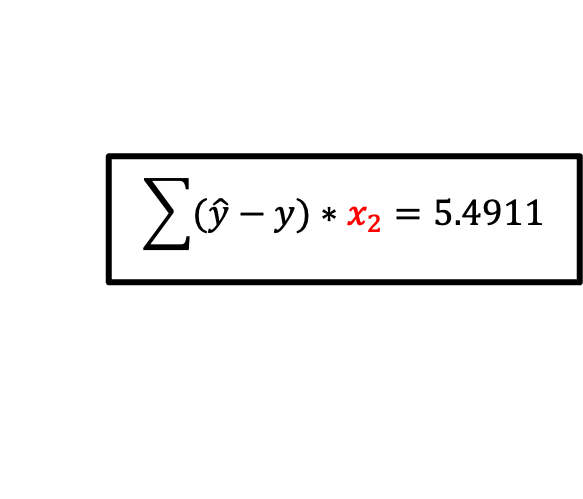 ∑(ŷ − y) * x₂ = 5.4911